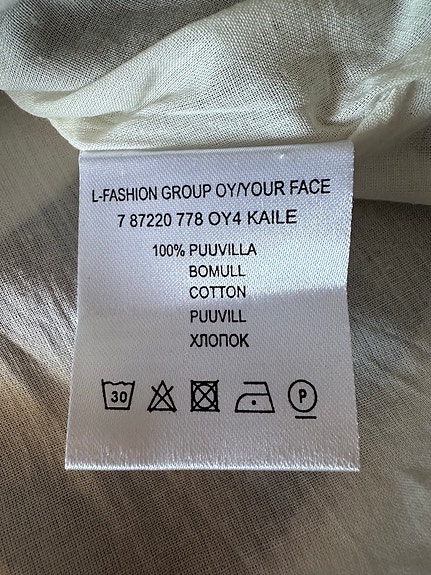 L-FASHION GROUP OY/YOUR FACE
7 87220 778 OY4 KAILE
100% PUUVILLA
BOMULL
COTTON
PUUVILL
ХЛОПОК
30 P